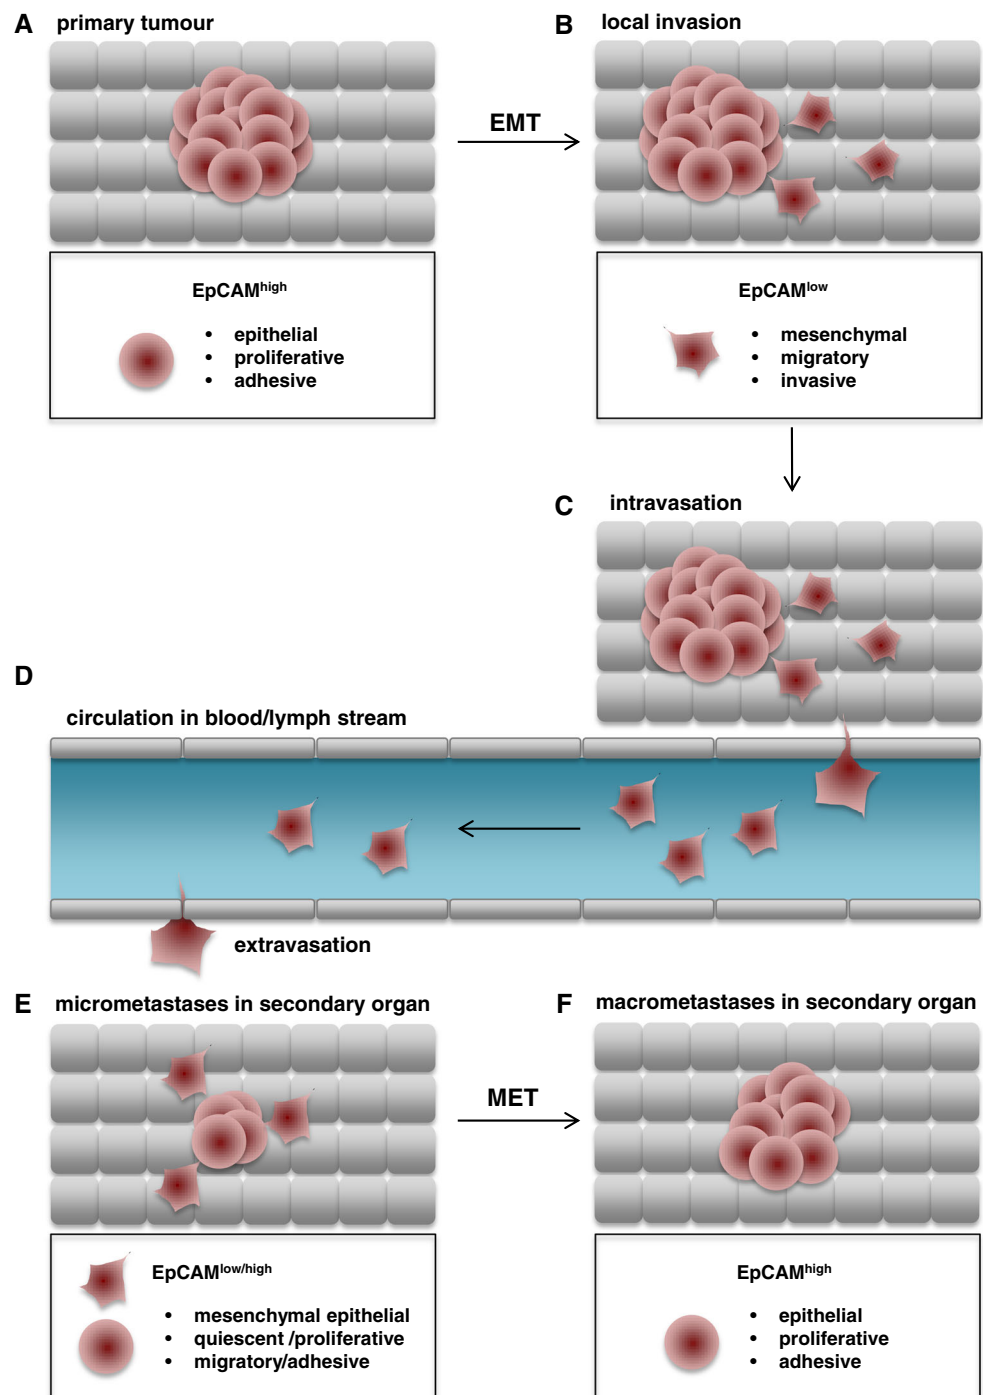 A primary tumour
B local invasion
EMT
EpCAMhigh
• epithelial
• proliferative
• adhesive
EpCAMlow
• mesenchymal
• migratory
• invasive
C intravasation
D
circulation in blood/lymph stream
extravasation
E micrometastases in secondary organ
F macrometastases in secondary organ
MET
EpCAMlow/high
• mesenchymal epithelial
• quiescent /proliferative
• migratory/adhesive
EpCAMhigh
• epithelial
• proliferative
• adhesive